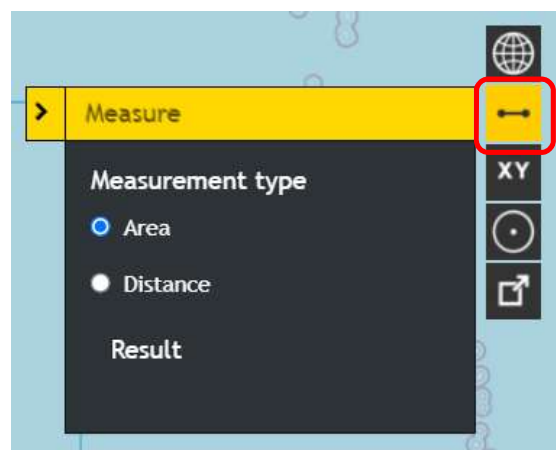 Measure
XY
Measurement type
Area
Distance
Result